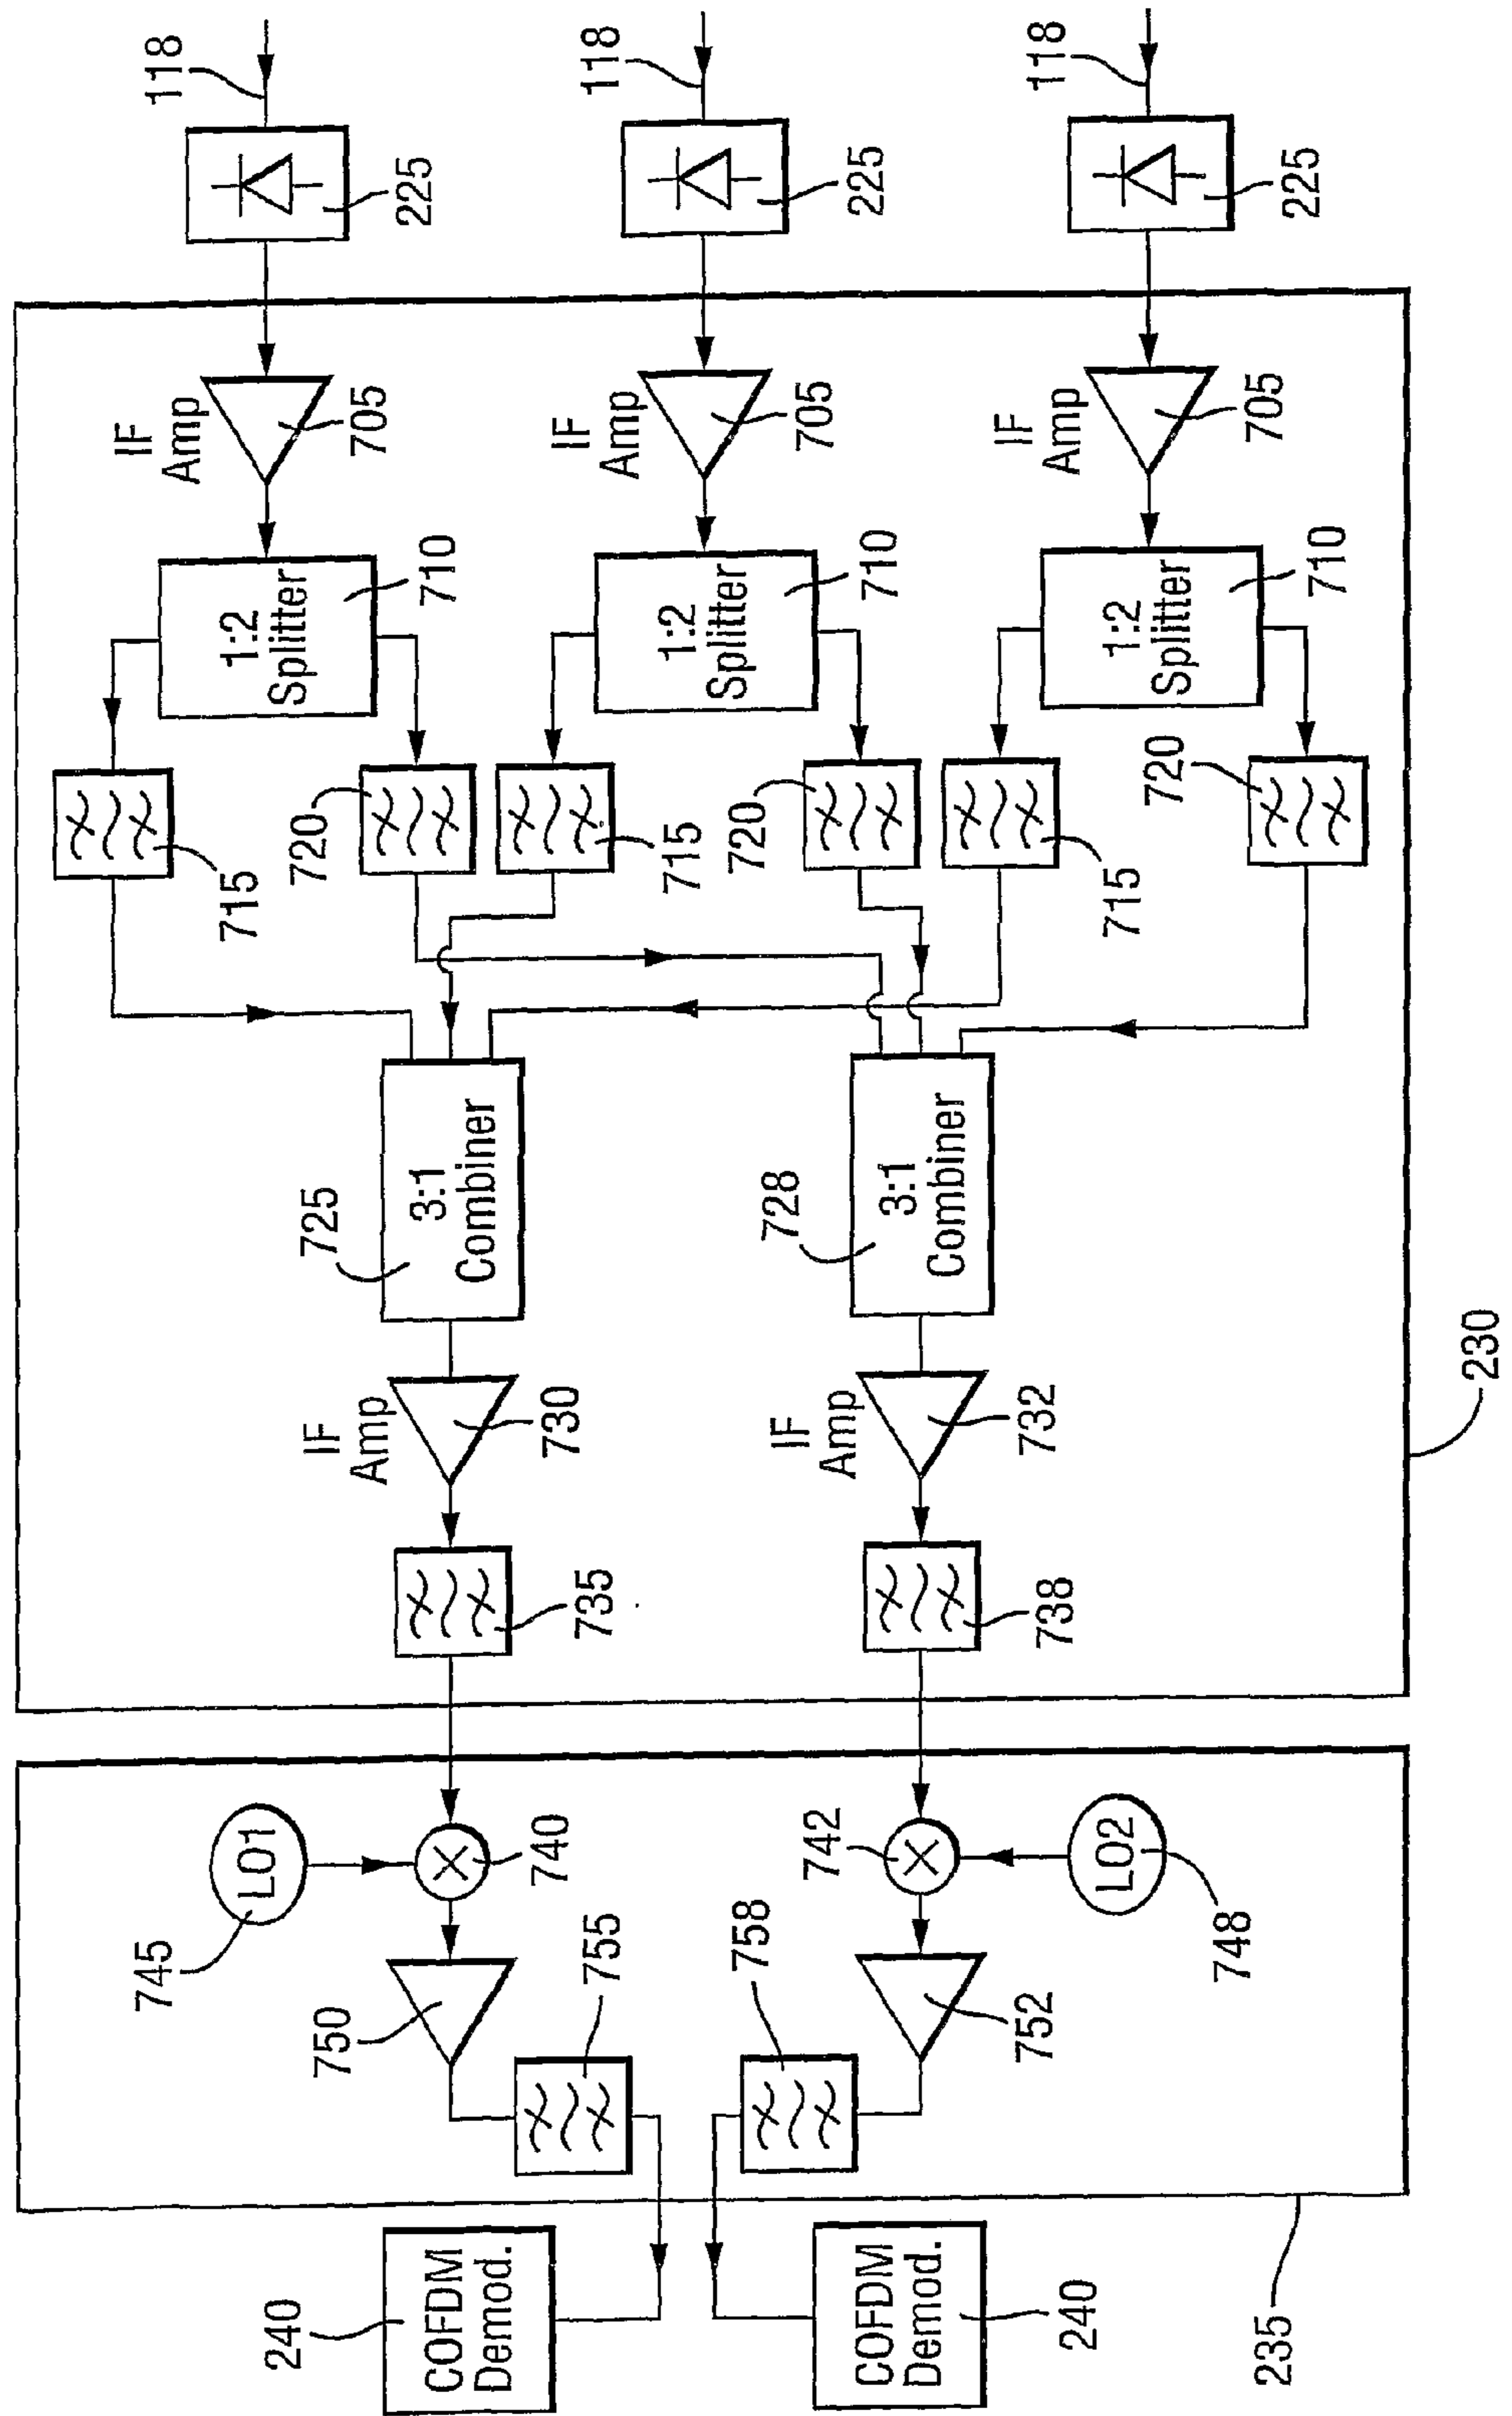 118
118
118
225
225
225
IF
Amp
705
IF
Amp
705
IF
Amp
705
1:2
Splitter
710
1:2
Splitter
710
1:2
Splitter
710
715
720
715
720
715
720
725
3:1
Combiner
728
3:1
Combiner
IF
Amp
730
IF
Amp
732
735
738
230
745
LO1
740
742
LO2
748
750
755
758
752
240
COFDM
Demod.
COFDM
Demod.
240
235